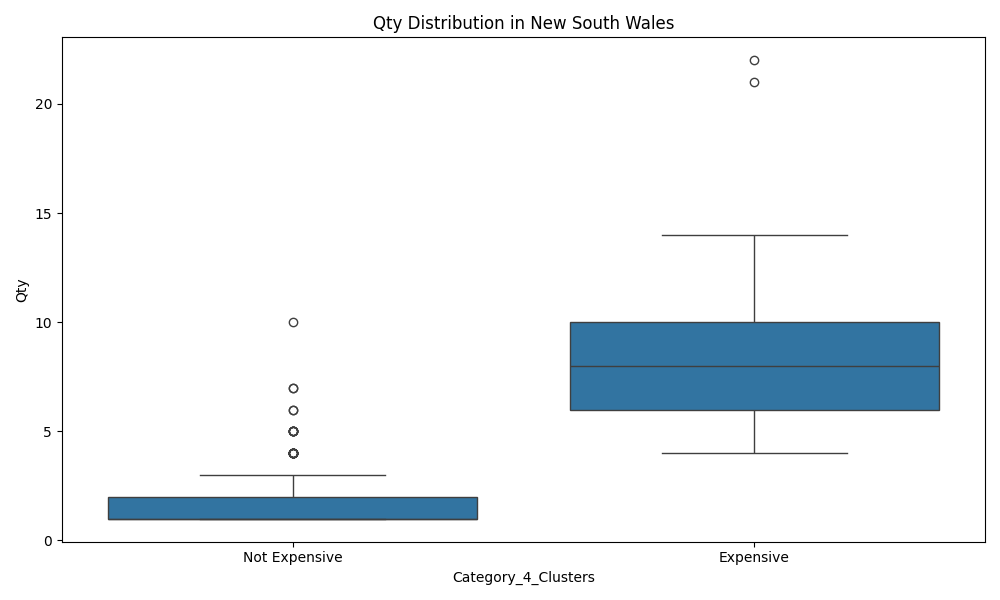 Qty Distribution in New South Wales
Qty
20
15
10
5
0
Not Expensive
Expensive
Category_4_Clusters